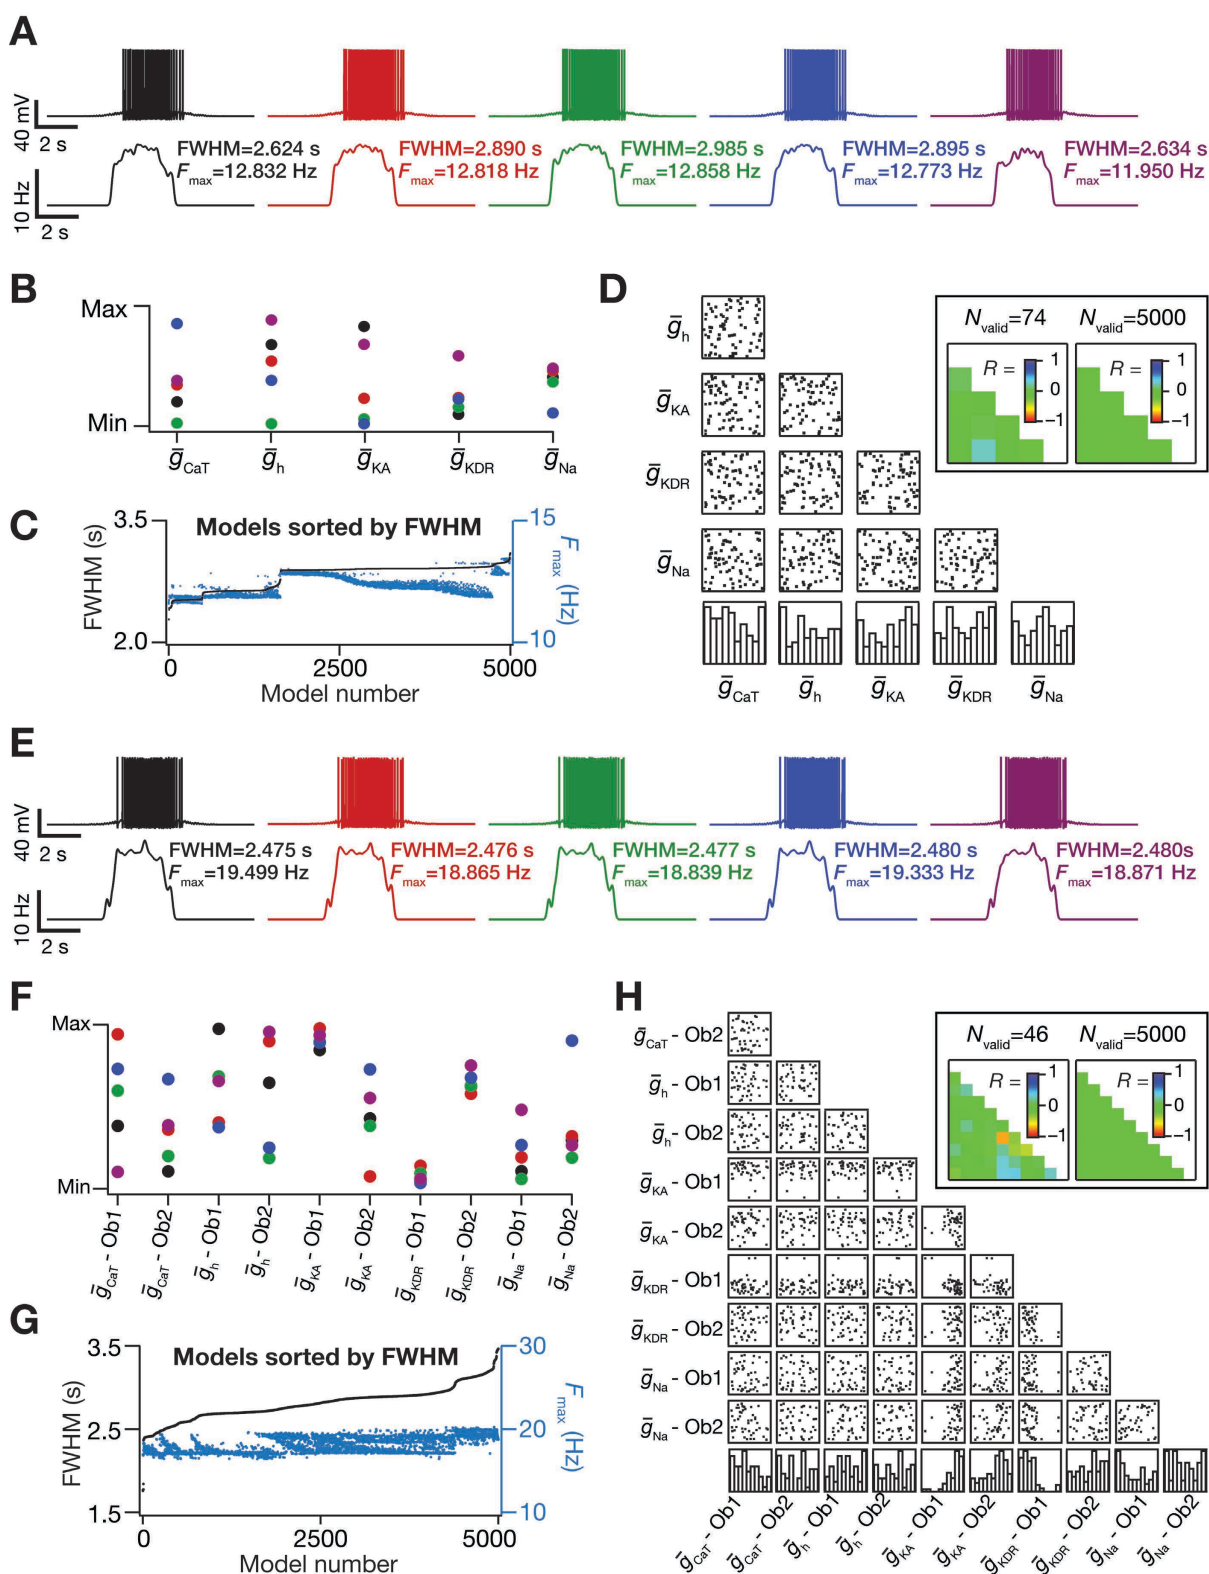 A
40 mV
2 s
FWHM=2.624 s
Fmax=12.832 Hz
FWHM=2.890 s
Fmax=12.818 Hz
FWHM=2.985 s
Fmax=12.858 Hz
FWHM=2.895 s
Fmax=12.773 Hz
FWHM=2.634 s
Fmax=11.950 Hz
10 Hz
2 s
B
Max
Min
ḡCaT
ḡh
ḡKA
ḡKDR
ḡNa
C
Models sorted by FWHM
FWHM (s)
3.5
2.0
15
10
Fmax (Hz)
0
2500
5000
Model number
D
ḡh
ḡKA
ḡKDR
ḡNa
ḡCaT
ḡh
ḡKA
ḡKDR
ḡNa
Nvalid=74
Nvalid=5000
R =
1
0
−1
R =
1
0
−1
E
40 mV
2 s
FWHM=2.475 s
Fmax=19.499 Hz
FWHM=2.476 s
Fmax=18.865 Hz
FWHM=2.477 s
Fmax=18.839 Hz
FWHM=2.480 s
Fmax=19.333 Hz
FWHM=2.480s
Fmax=18.871 Hz
10 Hz
2 s
F
Max
Min
ḡCaT - Ob1
ḡCaT - Ob2
ḡh - Ob1
ḡh - Ob2
ḡKA - Ob1
ḡKA - Ob2
ḡKDR - Ob1
ḡKDR - Ob2
ḡNa - Ob1
ḡNa - Ob2
G
Models sorted by FWHM
FWHM (s)
3.5
2.5
1.5
30
20
10
Fmax (Hz)
0
2500
5000
Model number
H
ḡCaT - Ob2
ḡh - Ob1
ḡh - Ob2
ḡKA - Ob1
ḡKA - Ob2
ḡKDR - Ob1
ḡKDR - Ob2
ḡNa - Ob1
ḡNa - Ob2
ḡCaT - Ob1
ḡCaT - Ob2
ḡh - Ob1
ḡh - Ob2
ḡKA - Ob1
ḡKA - Ob2
ḡKDR - Ob1
ḡKDR - Ob2
ḡNa - Ob1
ḡNa - Ob2
Nvalid=46
Nvalid=5000
R =
1
0
−1
R =
1
0
−1